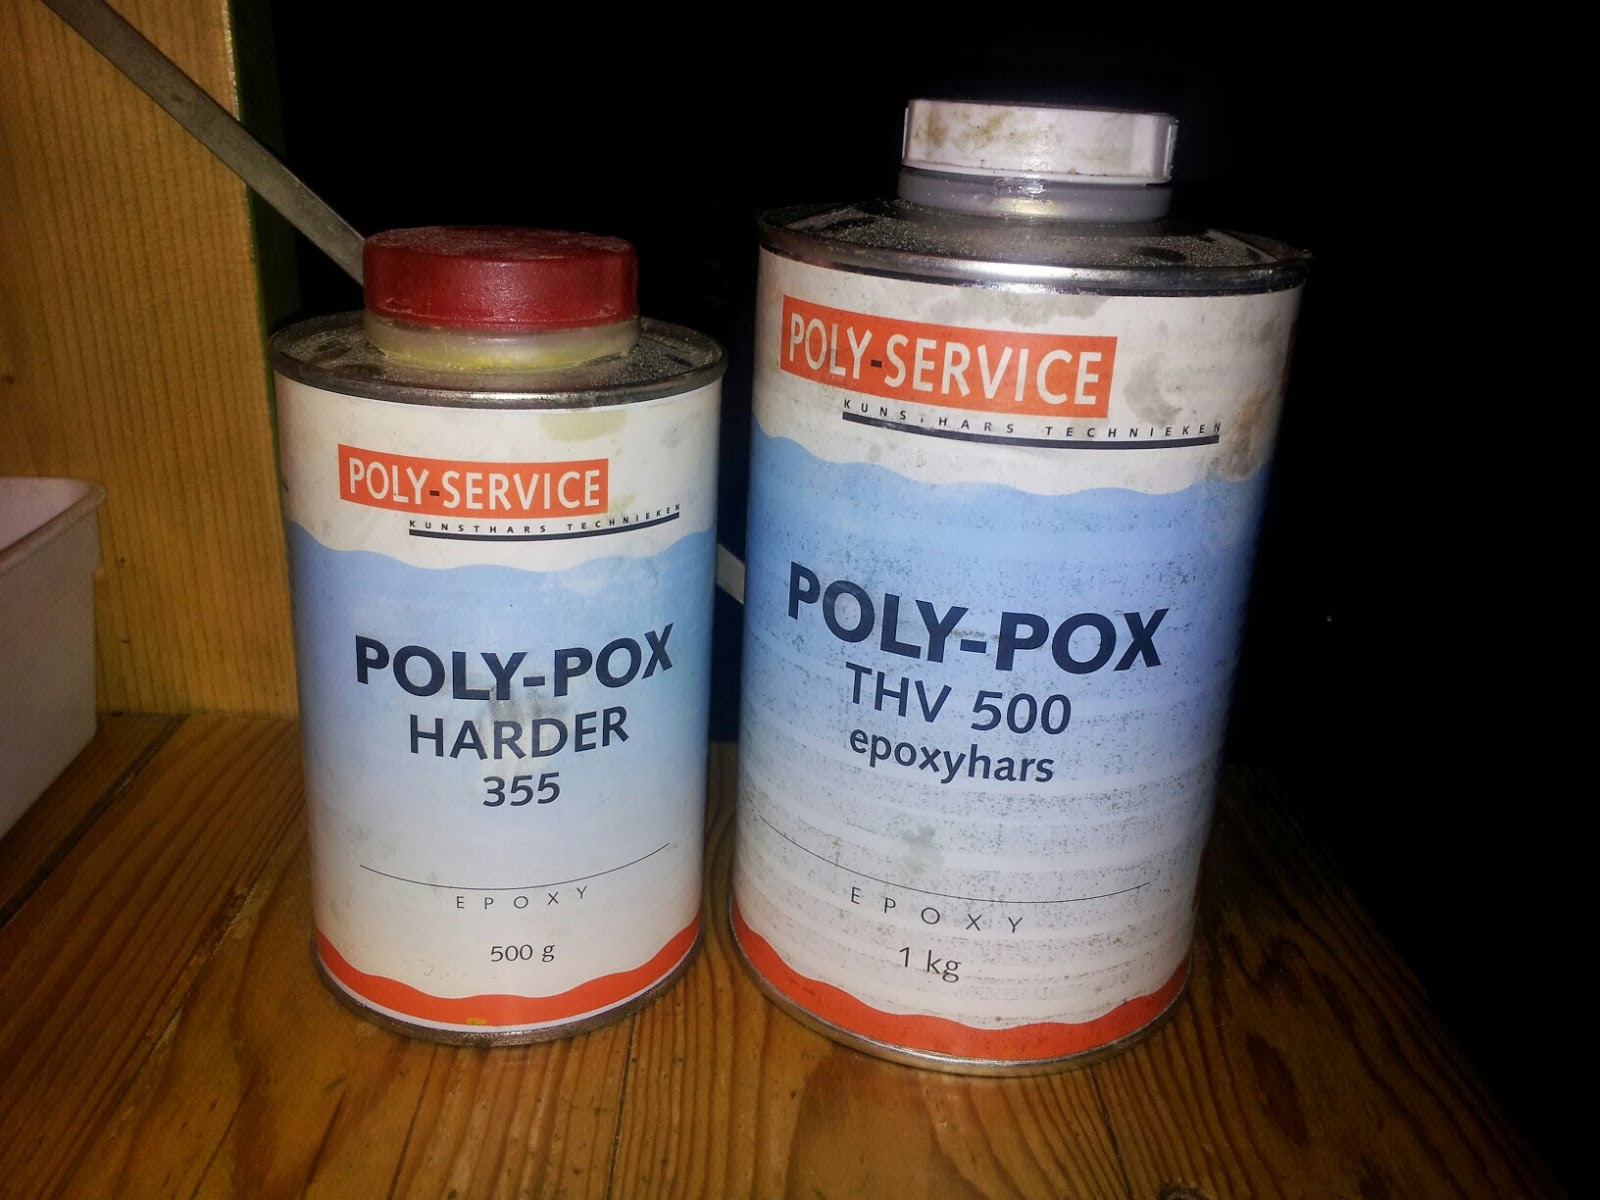 POLY-SERVICE
KUNSTHARS TECHNIEKEN
POLY-POX
HARDER
355
EPOXY
500 g
POLY-SERVICE
KUNSTHARS TECHNIEKEN
POLY-POX
THV 500
epoxyhars
EPOXY
1 kg